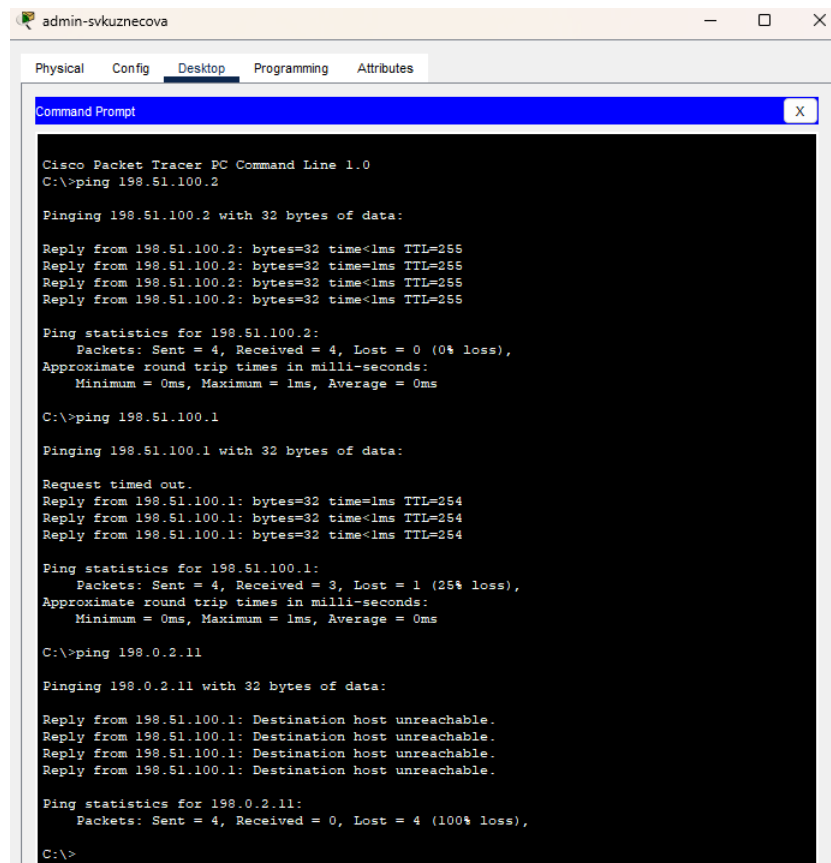 admin-svkuznecova
Physical Config Desktop Programming Attributes
Command Prompt
X
Cisco Packet Tracer PC Command Line 1.0
C:\>ping 198.51.100.2
Pinging 198.51.100.2 with 32 bytes of data:
Reply from 198.51.100.2: bytes=32 time<1ms TTL=255
Reply from 198.51.100.2: bytes=32 time=1ms TTL=255
Reply from 198.51.100.2: bytes=32 time<1ms TTL=255
Reply from 198.51.100.2: bytes=32 time<1ms TTL=255
Ping statistics for 198.51.100.2:
Packets: Sent = 4, Received = 4, Lost = 0 (0% loss),
Approximate round trip times in milli-seconds:
Minimum = 0ms, Maximum = 1ms, Average = 0ms
C:\>ping 198.51.100.1
Pinging 198.51.100.1 with 32 bytes of data:
Request timed out.
Reply from 198.51.100.1: bytes=32 time=1ms TTL=254
Reply from 198.51.100.1: bytes=32 time<1ms TTL=254
Reply from 198.51.100.1: bytes=32 time<1ms TTL=254
Ping statistics for 198.51.100.1:
Packets: Sent = 4, Received = 3, Lost = 1 (25% loss),
Approximate round trip times in milli-seconds:
Minimum = 0ms, Maximum = 1ms, Average = 0ms
C:\>ping 198.0.2.11
Pinging 198.0.2.11 with 32 bytes of data:
Reply from 198.51.100.1: Destination host unreachable.
Reply from 198.51.100.1: Destination host unreachable.
Reply from 198.51.100.1: Destination host unreachable.
Reply from 198.51.100.1: Destination host unreachable.
Ping statistics for 198.0.2.11:
Packets: Sent = 4, Received = 0, Lost = 4 (100% loss),
C:\>